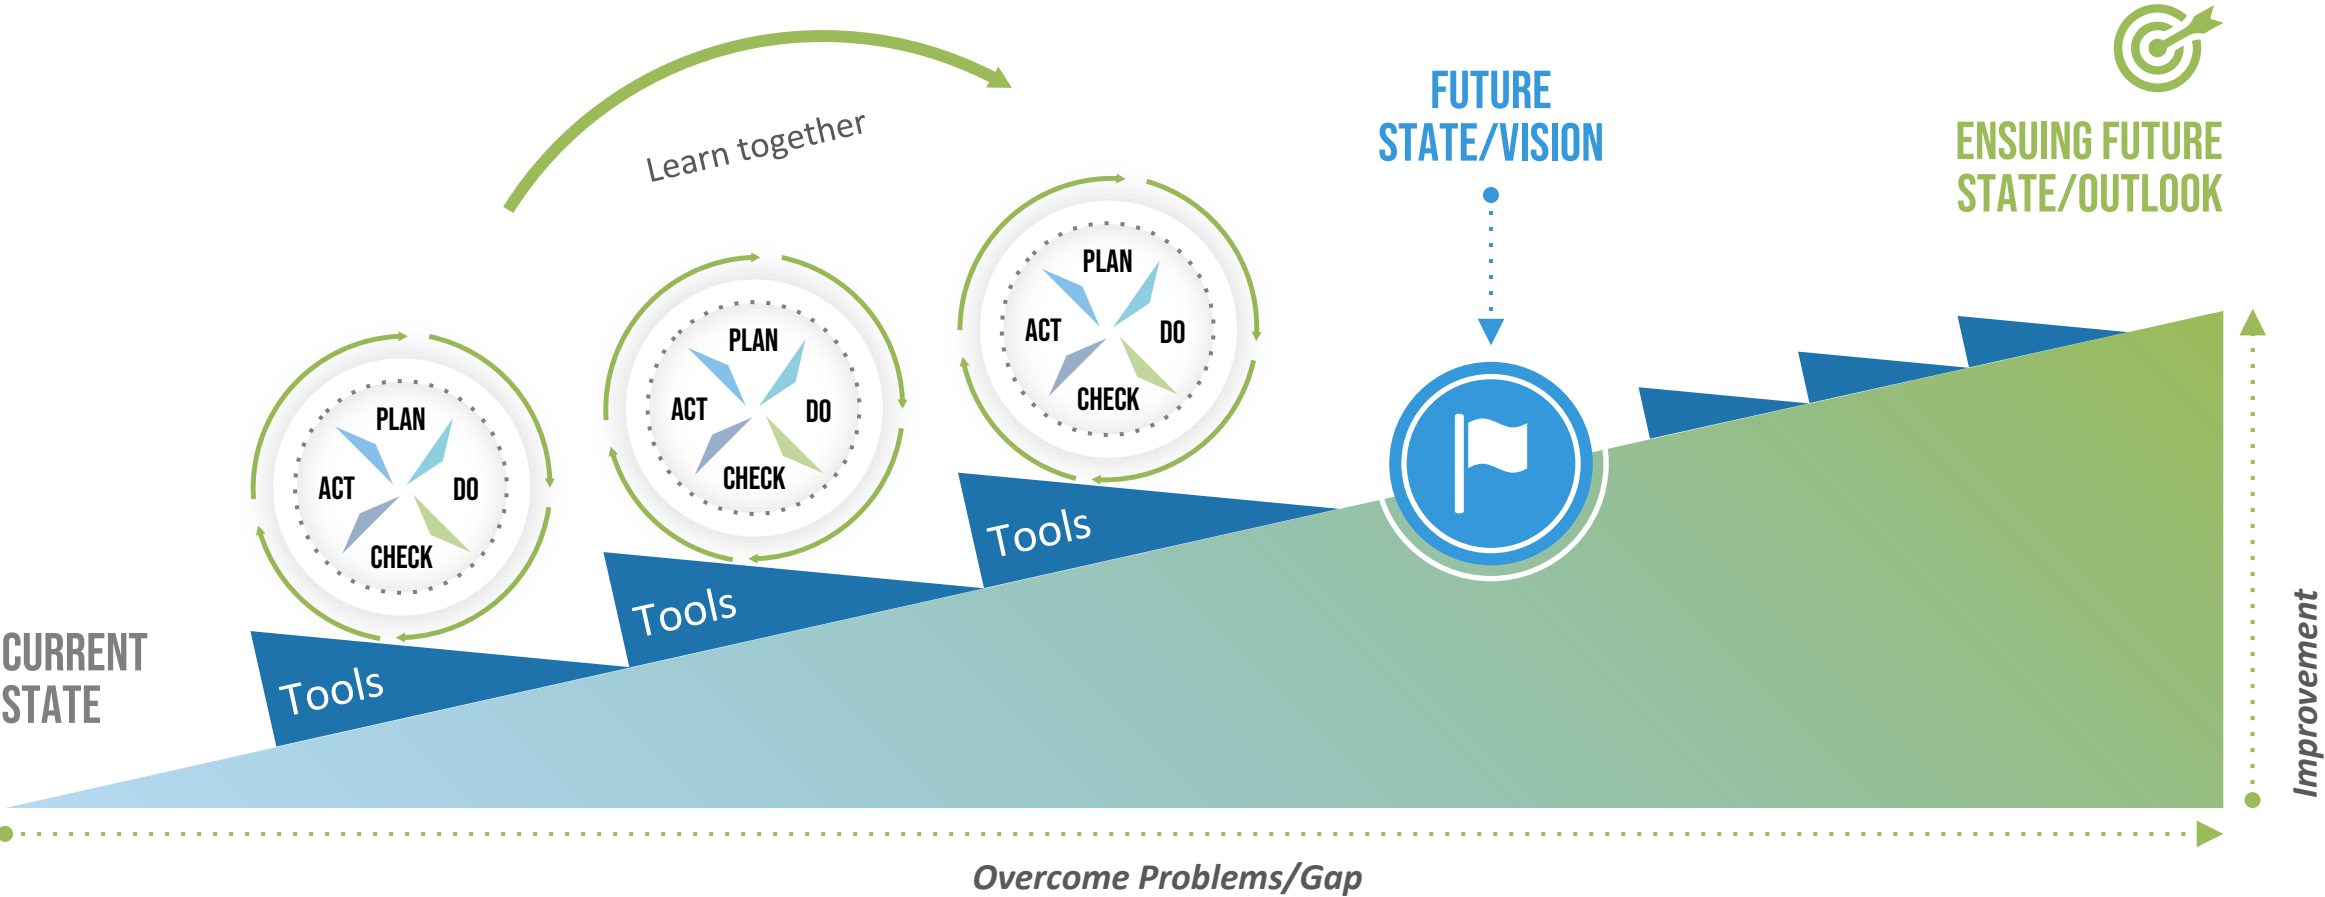 Learn together
FUTURE
STATE/VISION
ENSUING FUTURE
STATE/OUTLOOK
PLAN
ACT
DO
CHECK
PLAN
ACT
DO
CHECK
PLAN
ACT
DO
CHECK
CURRENT
STATE
Tools
Tools
Tools
Improvement
Overcome Problems/Gap